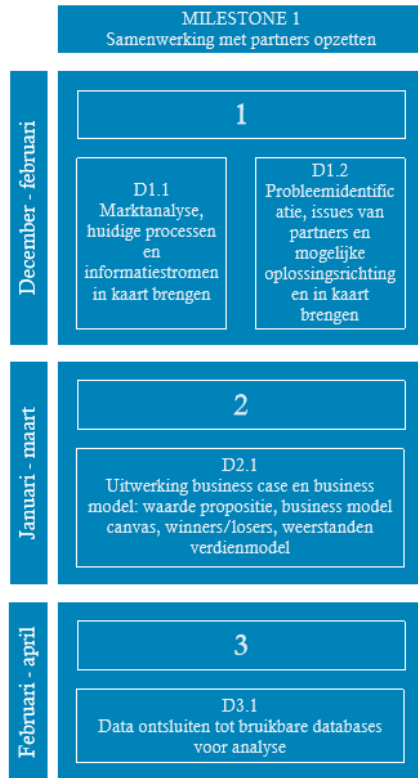 MILESTONE 1
Samenwerking met partners opzetten
December - februari
1
D1.1
Marktanalyse,
huidige processen
en
informatiestromen
in kaart brengen
D1.2
Probleemidentific
atie, issues van
partners en
mogelijke
oplossingsrichting
en in kaart
brengen
Januari - maart
2
D2.1
Uitwerking business case en business
model: waarde propositie, business model
canvas, winners/losers, weerstanden
verdienmodel
Februari - april
3
D3.1
Data ontsluiten tot bruikbare databases
voor analyse